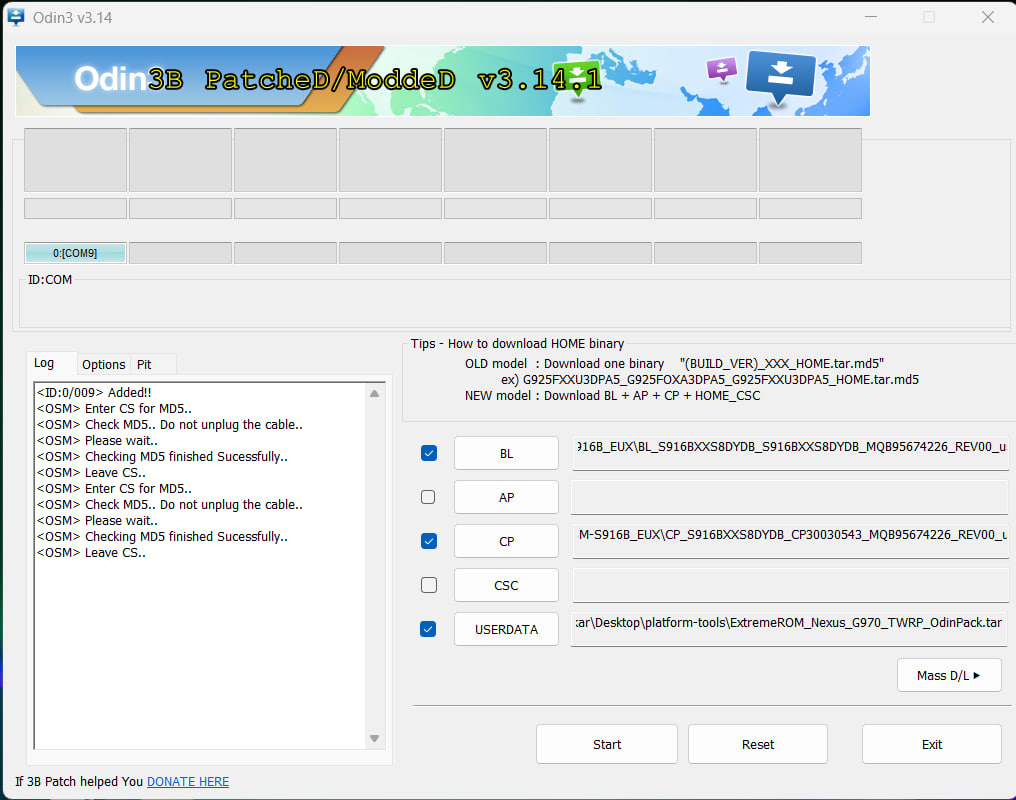 Odin3 v3.14
Odin3B PatcheD/ModdeD v3.14.1
0:[COM9]
ID:COM
Log
Options
Pit
<ID:0/009> Added!!
<OSM> Enter CS for MD5..
<OSM> Check MD5.. Do not unplug the cable..
<OSM> Please wait..
<OSM> Checking MD5 finished Sucessfully..
<OSM> Leave CS..
<OSM> Enter CS for MD5..
<OSM> Check MD5.. Do not unplug the cable..
<OSM> Please wait..
<OSM> Checking MD5 finished Sucessfully..
<OSM> Leave CS..
Tips - How to download HOME binary
OLD model : Download one binary "(BUILD_VER)_XXX_HOME.tar.md5"
ex) G925FXXU3DPA5_G925FOXA3DPA5_G925FXXU3DPA5_HOME.tar.md5
NEW model : Download BL + AP + CP + HOME_CSC
BL
916B_EUX\BL_S916BXXS8DYDB_S916BXXS8DYDB_MQB95674226_REV00_u
AP
CP
M-S916B_EUX\CP_S916BXXS8DYDB_CP30030543_MQB95674226_REV00_u
CSC
USERDATA
kar\Desktop\platform-tools\ExtremeROM_Nexus_G970_TWRP_OdinPack.tar
Mass D/L
Start
Reset
Exit
If 3B Patch helped You DONATE HERE